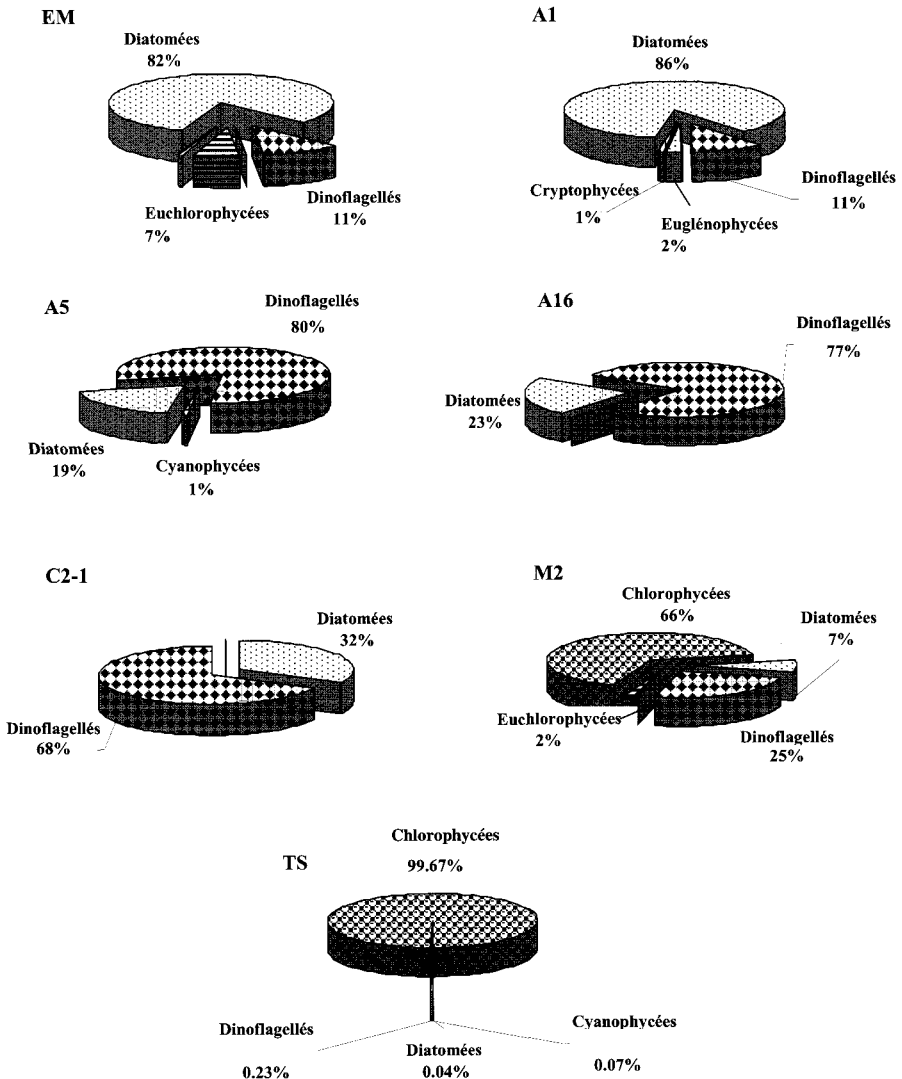 EM
Diatomées
82%
Euchlorophycées
7%
Dinoflagellés
11%
A1
Diatomées
86%
Cryptophycées
1%
Euglénophycées
2%
Dinoflagellés
11%
A5
Dinoflagellés
80%
Diatomées
19%
Cyanophycées
1%
A16
Dinoflagellés
77%
Diatomées
23%
C2-1
Diatomées
32%
Dinoflagellés
68%
M2
Chlorophycées
66%
Diatomées
7%
Euchlorophycées
2%
Dinoflagellés
25%
TS
Chlorophycées
99.67%
Dinoflagellés
0.23%
Diatomées
0.04%
Cyanophycées
0.07%